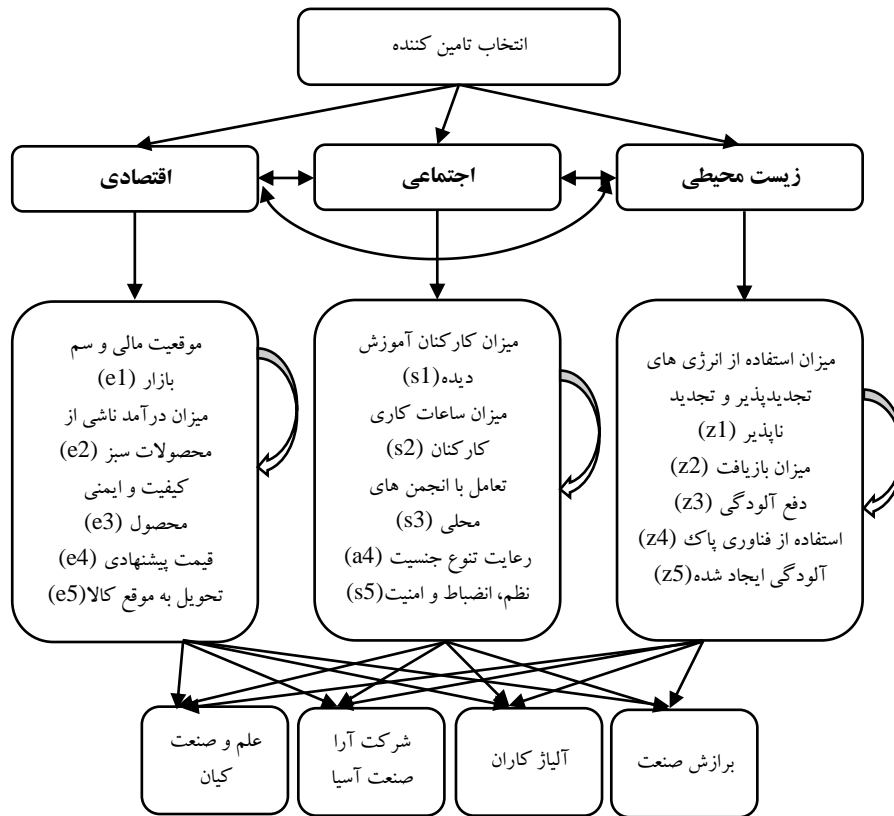 انتخاب تامین کننده
زیست محیطی
اجتماعی
اقتصادی
میزان استفاده از انرژی های
تجدیدپذیر و تجدید
ناپذیر (z1)
میزان بازیافت (z2)
دفع آلودگی (z3)
استفاده از فناوری پاک (z4)
آلودگی ایجاد شده(z5)
میزان کارکنان آموزش
دیده(s1)
میزان ساعات کاری
کارکنان (s2)
تعامل با انجمن های
محلی (s3)
رعایت تنوع جنسیت (a4)
نظم، انضباط و امنیت(s5)
موقعیت مالی و سم
بازار (e1)
میزان درآمد ناشی از
محصولات سبز (e2)
کیفیت و ایمنی
محصول (e3)
قیمت پیشنهادی (e4)
تحویل به موقع کالا(e5)
برازش صنعت
آلیاژ کاران
شرکت آرا
صنعت آسیا
علم و صنعت
کیان